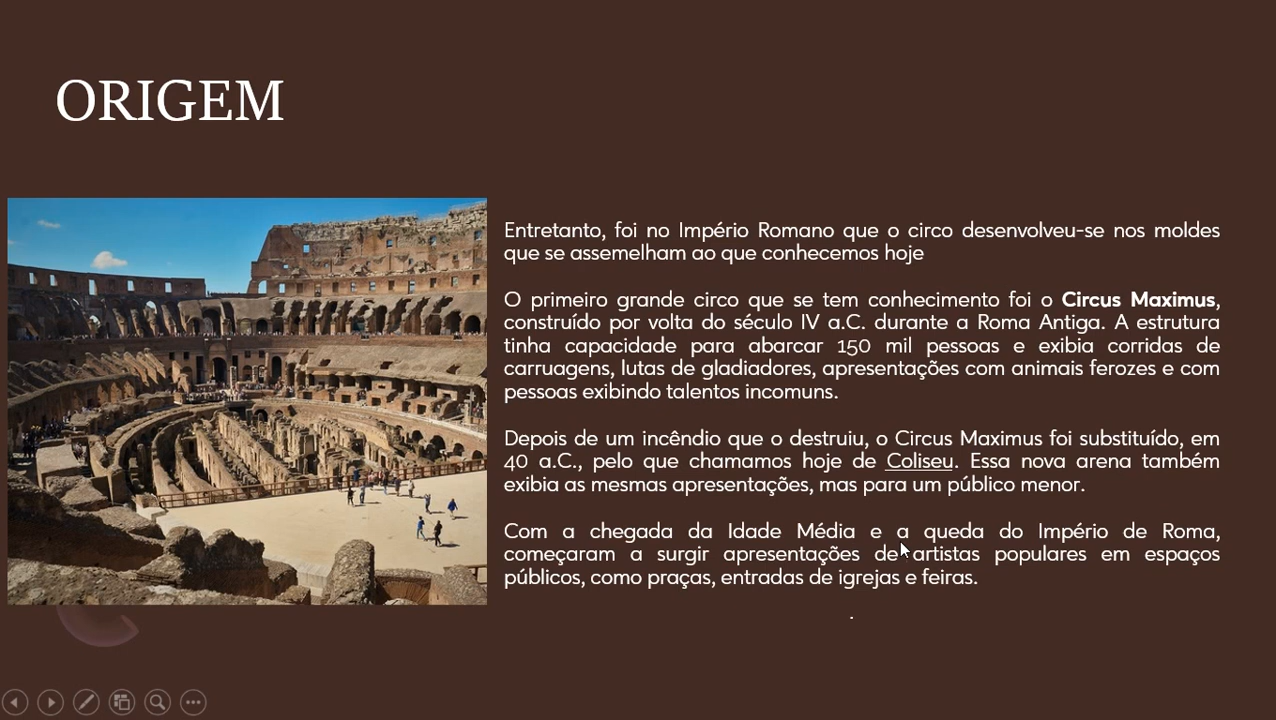 ORIGEM
Entretanto, foi no Império Romano que o circo desenvolveu-se nos moldes
que se assemelham ao que conhecemos hoje
O primeiro grande circo que se tem conhecimento foi o Circus Maximus,
construído por volta do século IV a.C. durante a Roma Antiga. A estrutura
tinha capacidade para abarcar 150 mil pessoas e exibia corridas de
carruagens, lutas de gladiadores, apresentações com animais ferozes e com
pessoas exibindo talentos incomuns.
Depois de um incêndio que o destruiu, o Circus Maximus foi substituído, em
40 a.C., pelo que chamamos hoje de Coliseu. Essa nova arena também
exibia as mesmas apresentações, mas para um público menor.
Com a chegada da Idade Média e a queda do Império de Roma,
começaram a surgir apresentações de artistas populares em espaços
públicos, como praças, entradas de igrejas e feiras.
.